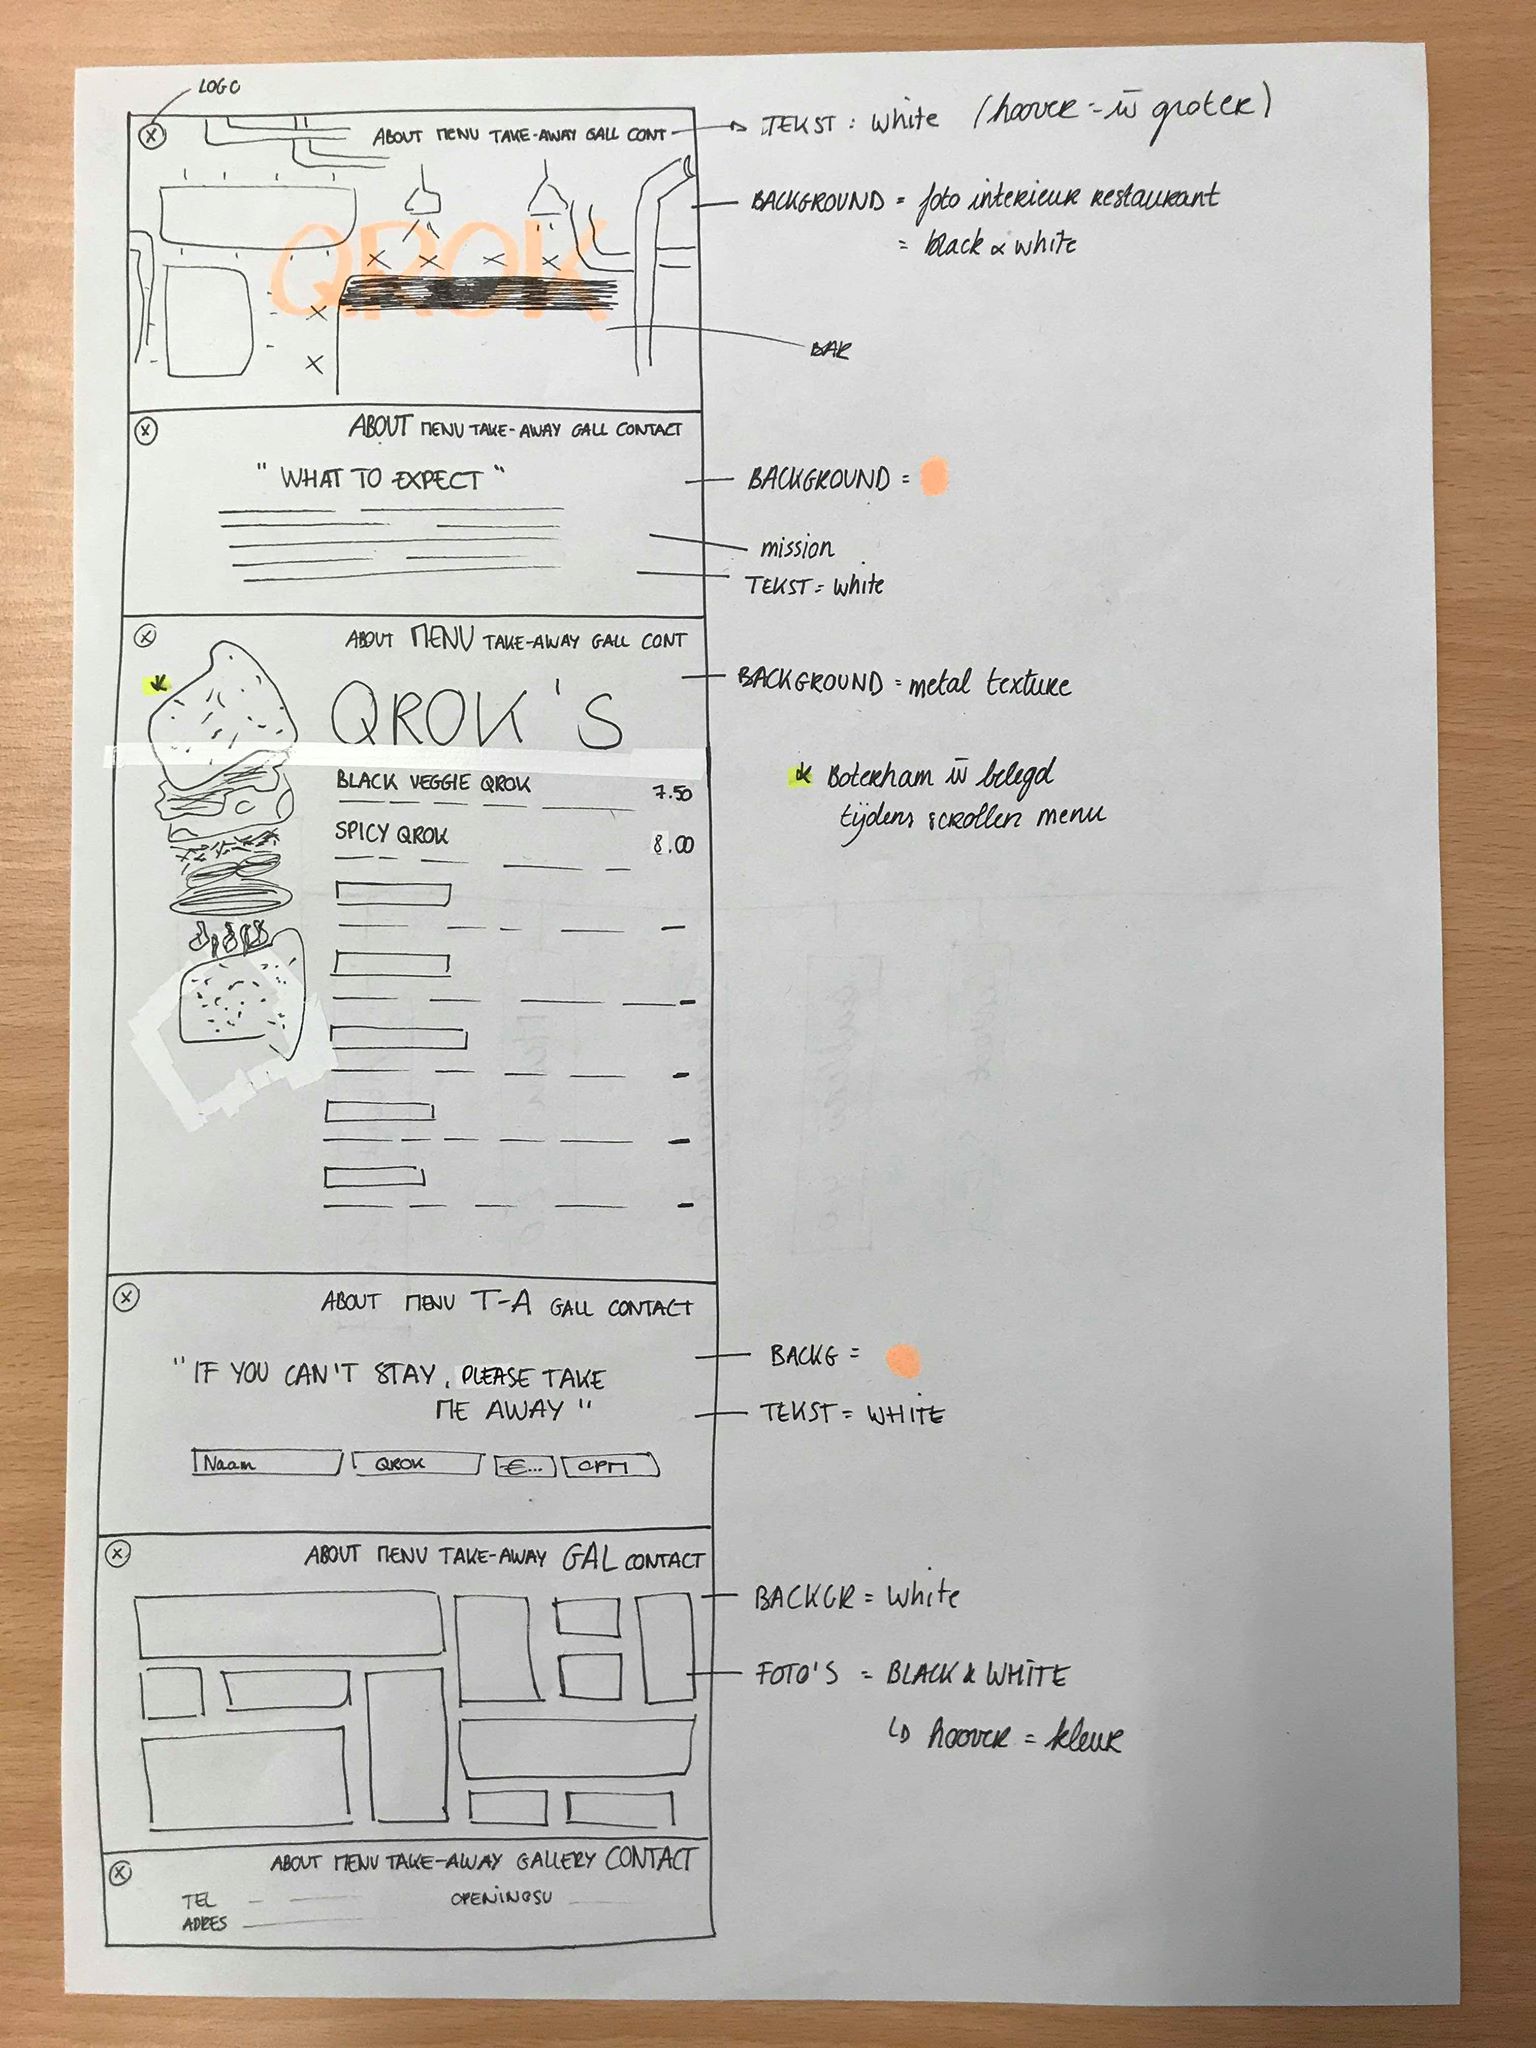 LOGO
ABOUT MENU TAKE-AWAY GALL CONT
TEKST : white (hoover = w̄ groter)
BACKGROUND = foto interieur restaurant
= black & white
QROK
BAR
ABOUT MENU TAKE-AWAY GALL CONTACT
" WHAT TO EXPECT "
BACKGROUND =
mission
TEKST = white
ABOUT MENU TAKE-AWAY GALL CONT
BACKGROUND = metal texture
QROK'S
BLACK VEGGIE QROK 7.50
Boterham w̄ belegd
tijdens scrollen menu
SPICY QROK 8.00
ABOUT MENU T-A GALL CONTACT
BACKG =
" IF YOU CAN'T STAY, PLEASE TAKE
ME AWAY "
TEKST = WHITE
Naam QROK €...
ABOUT MENU TAKE-AWAY GAL CONTACT
BACKGR = white
FOTO'S = BLACK & WHITE
↳ hoover = kleur
ABOUT MENU TAKE-AWAY GALLERY CONTACT
TEL OPENINGSU
ADRES